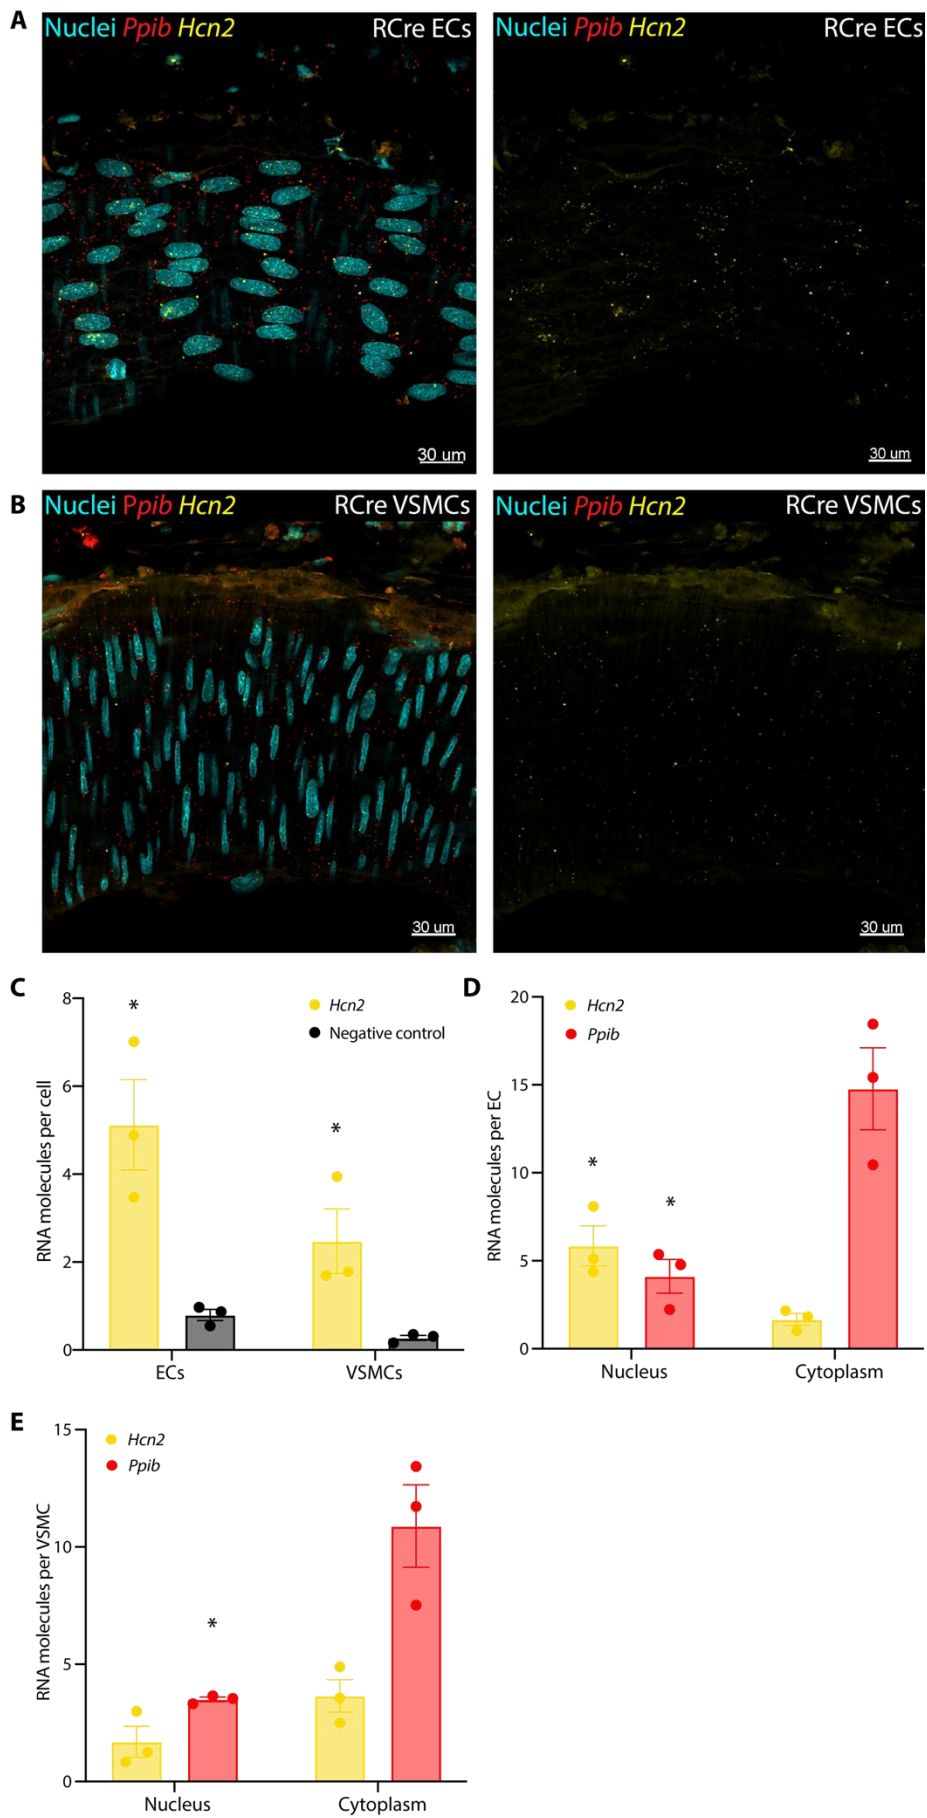 A
Nuclei Ppib Hcn2 RCre ECs
30 um
RCre ECs
30 um
B
Nuclei Ppib Hcn2 RCre VSMCs
30 um
Nuclei Ppib Hcn2 RCre VSMCs
30 um
C
RNA molecules per cell
8
6
4
2
0
*
*
Hcn2
Negative control
ECs
VSMCs
D
RNA molecules per EC
20
15
10
5
0
Hcn2
Ppib
*
*
Nucleus
Cytoplasm
E
RNA molecules per VSMC
15
10
5
0
Hcn2
Ppib
*
Nucleus
Cytoplasm